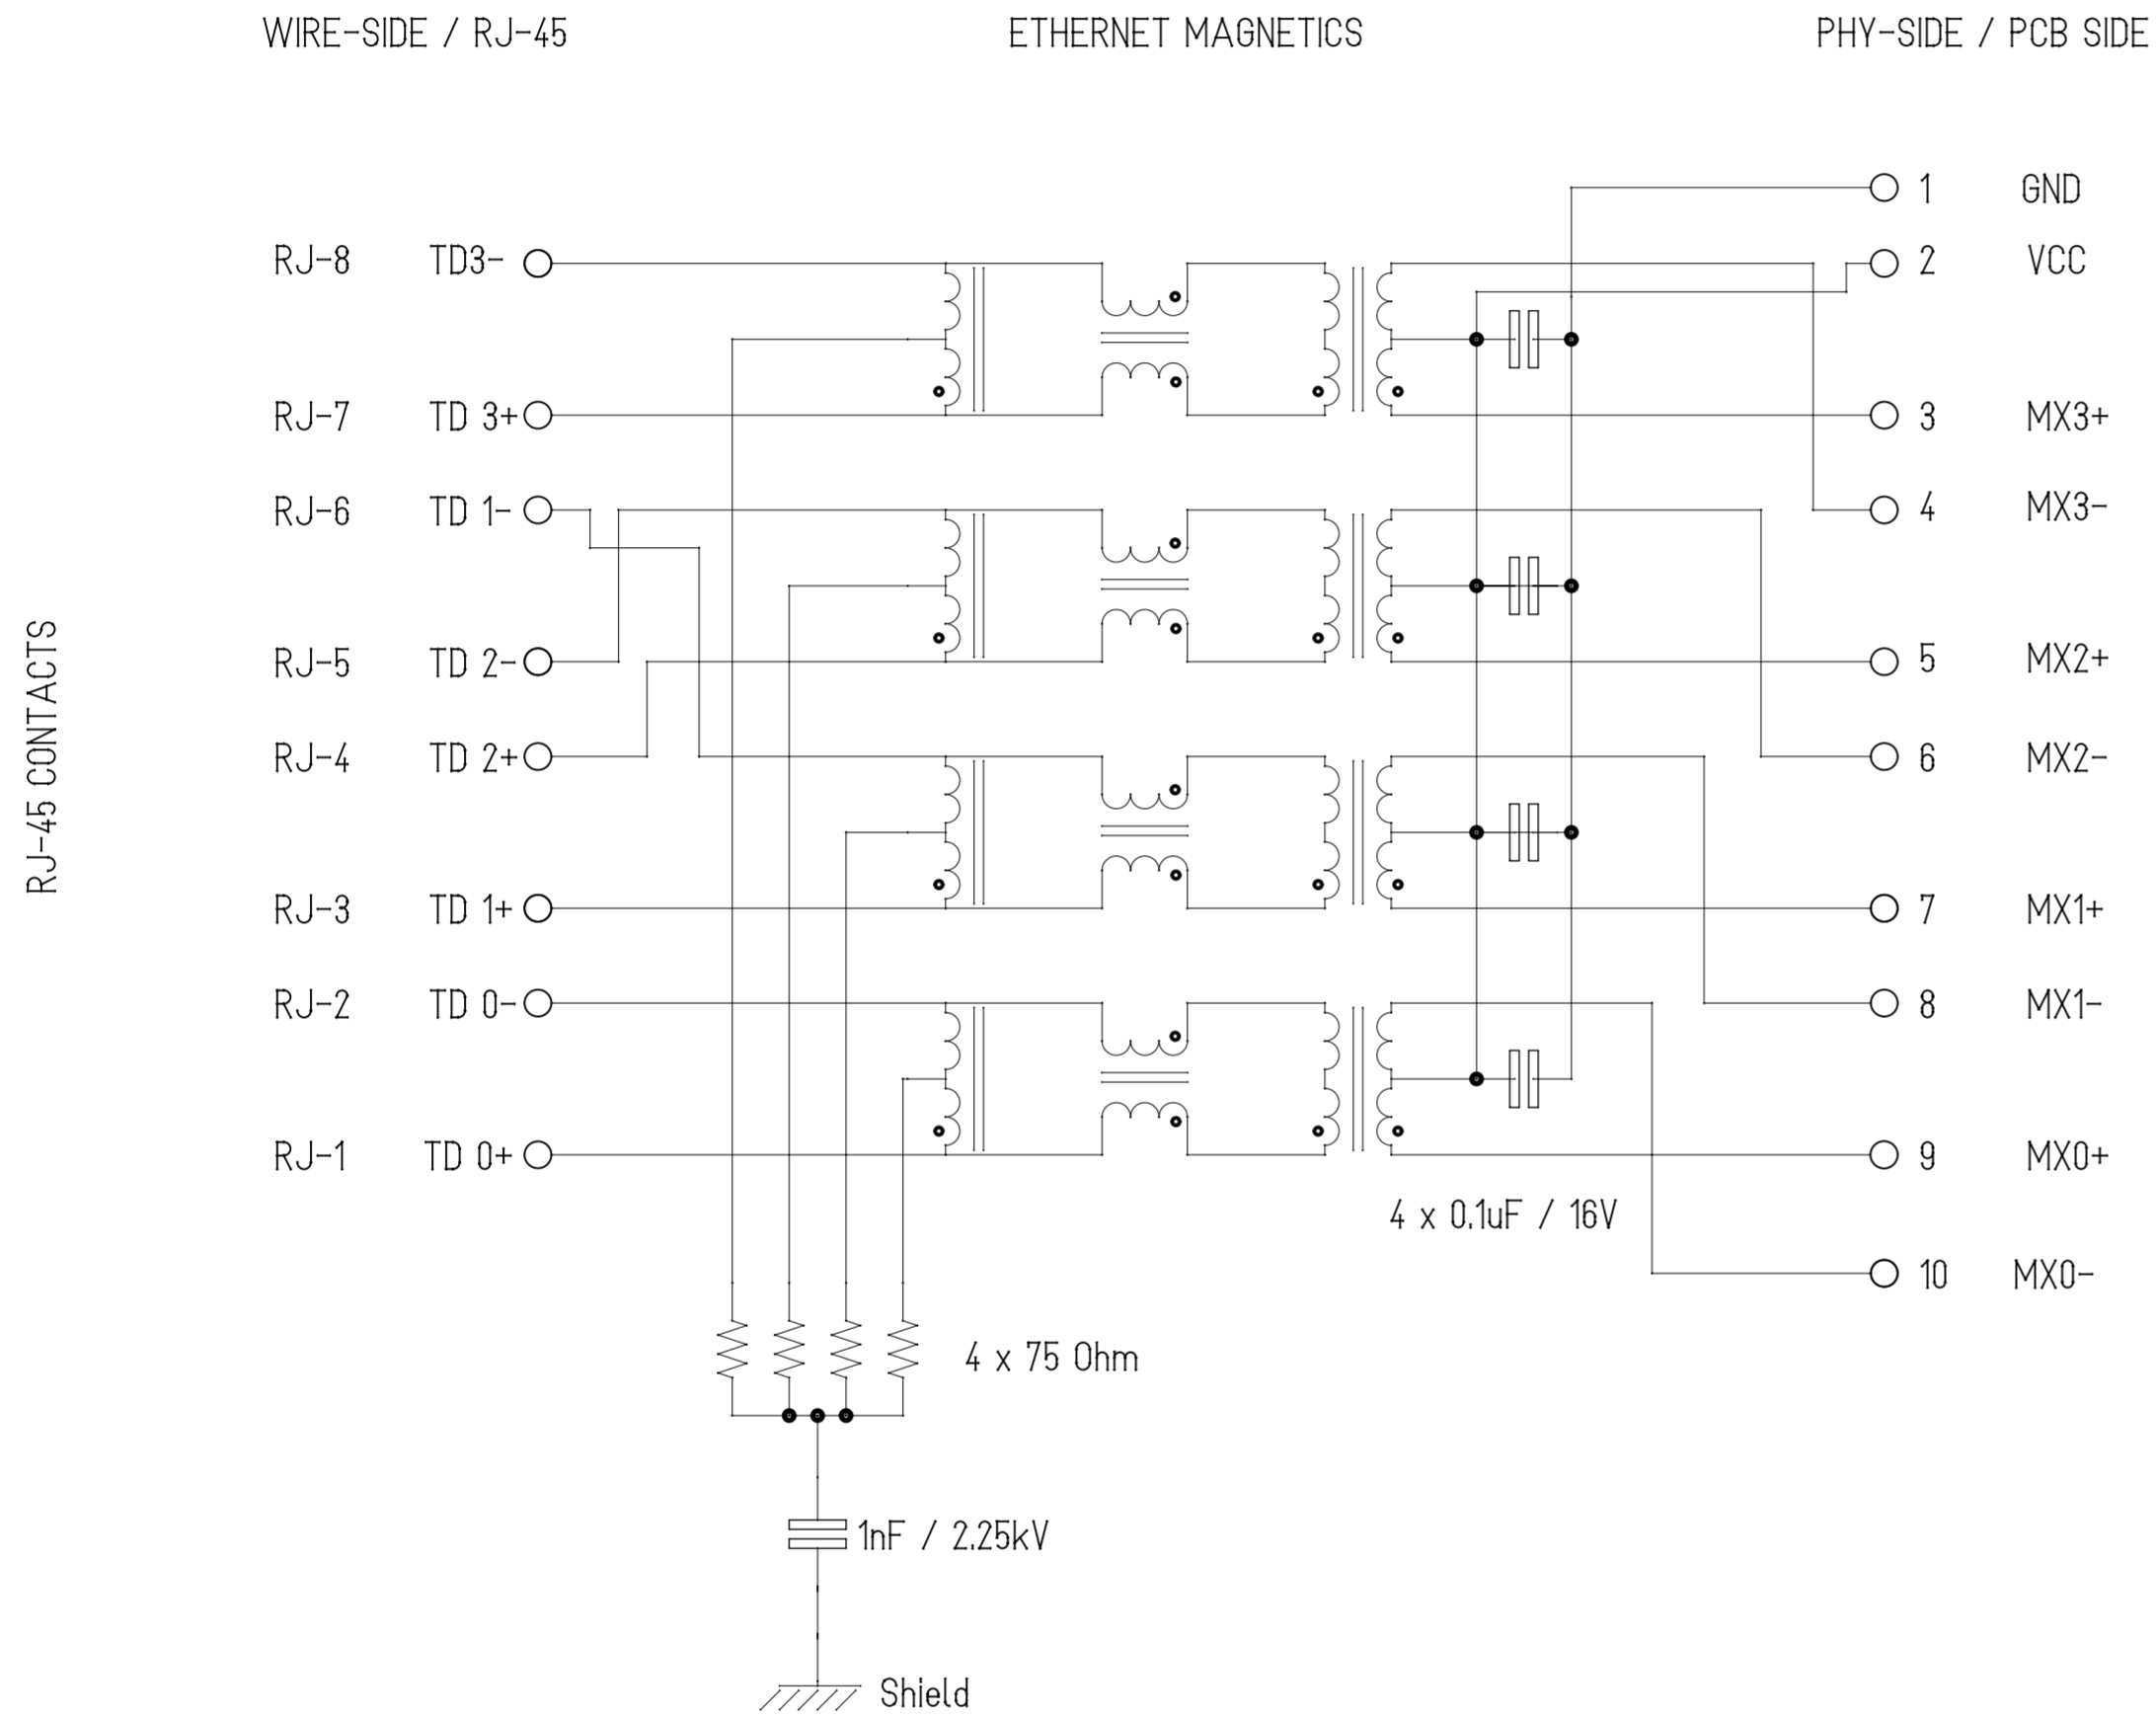 WIRE-SIDE / RJ-45 ETHERNET MAGNETICS PHY-SIDE / PCB SIDE
1 GND
RJ-8 TD3- 2 VCC
RJ-7 TD 3+ 3 MX3+
RJ-6 TD 1- 4 MX3-
RJ-45 CONTACTS
RJ-5 TD 2- 5 MX2+
RJ-4 TD 2+ 6 MX2-
RJ-3 TD 1+ 7 MX1+
RJ-2 TD 0- 8 MX1-
RJ-1 TD 0+ 9 MX0+
4 x 0.1uF / 16V
10 MX0-
4 x 75 Ohm
1nF / 2.25kV
Shield